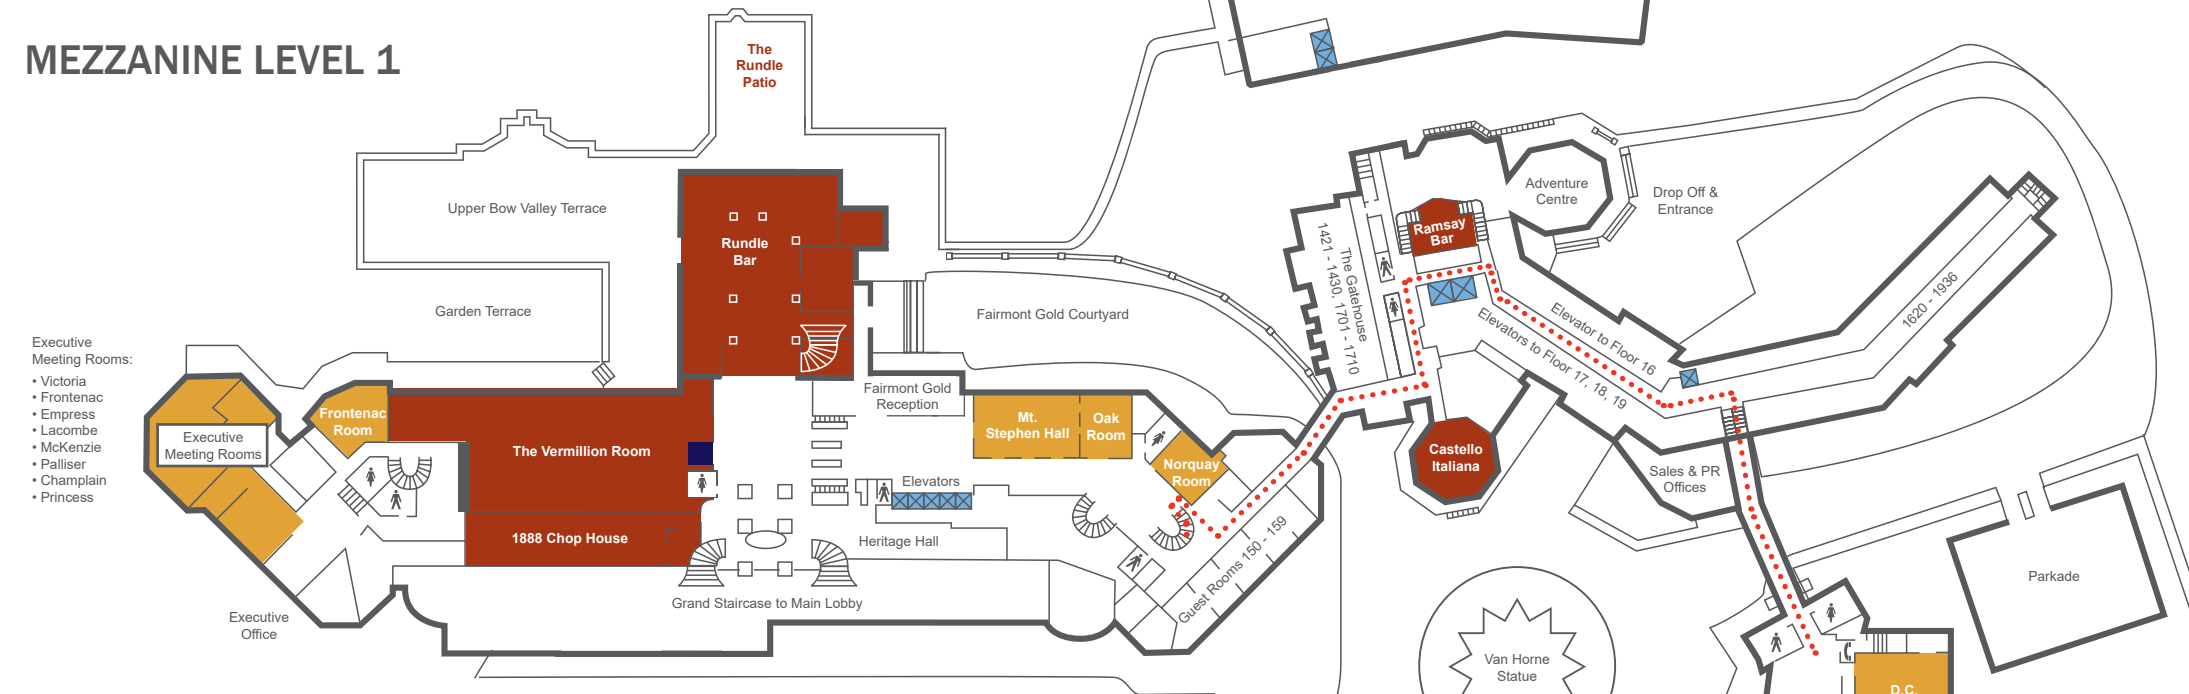 MEZZANINE LEVEL 1
The
Rundle
Patio
Upper Bow Valley Terrace
Garden Terrace
Rundle
Bar
Fairmont Gold Courtyard
Fairmont Gold
Reception
Executive
Meeting Rooms:
• Victoria
• Frontenac
• Empress
• Lacombe
• McKenzie
• Palliser
• Champlain
• Princess
Executive
Meeting Rooms
Frontenac
Room
The Vermillion Room
1888 Chop House
Executive
Office
Grand Staircase to Main Lobby
Elevators
Heritage Hall
Mt.
Stephen Hall
Oak
Room
Norquay
Room
Guest Rooms 150 - 159
The Gatehouse
1421 - 1430, 1701 - 1710
Ramsay
Bar
Adventure
Centre
Drop Off &
Entrance
Elevator to Floor 16
Elevators to Floor 17, 18, 19
1620 - 1936
Castello
Italiana
Sales & PR
Offices
Van Horne
Statue
Parkade
D.C.